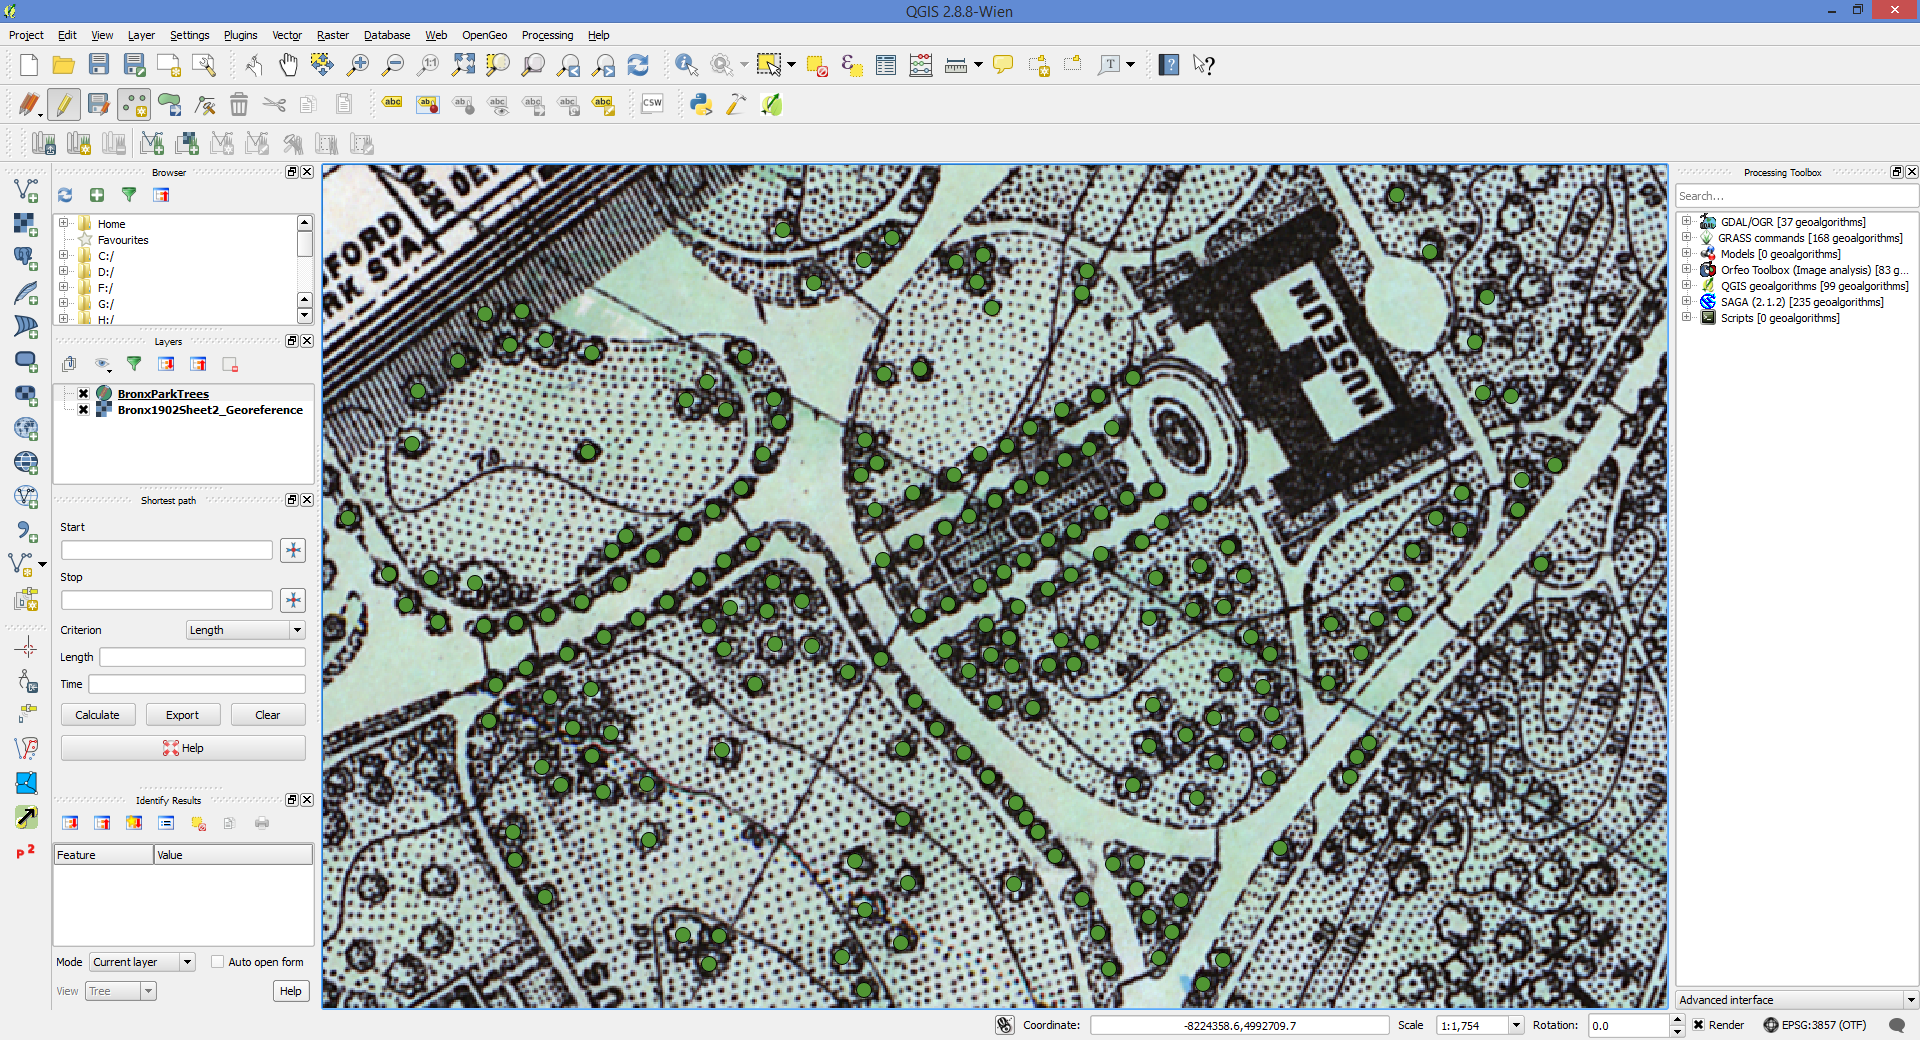 QGIS 2.8.8-Wien
Project Edit View Layer Settings Plugins Vector Raster Database Web OpenGeo Processing Help
Browser
Home
Favourites
C:/
D:/
F:/
G:/
H:/
Layers
BronxParkTrees
Bronx1902Sheet2_Georeference
Shortest path
Start
Stop
Criterion Length
Length
Time
Calculate Export Clear
Help
Identify Results
Feature Value
Mode Current layer Auto open form
View Tree Help
FORD
RK STA.
MUSEUM
Processing Toolbox
Search...
GDAL/OGR [37 geoalgorithms]
GRASS commands [168 geoalgorithms]
Models [0 geoalgorithms]
Orfeo Toolbox (Image analysis) [83 g...
QGIS geoalgorithms [99 geoalgorithms]
SAGA (2.1.2) [235 geoalgorithms]
Scripts [0 geoalgorithms]
Advanced interface
Coordinate: -8224358.6,4992709.7 Scale 1:1,754 Rotation: 0.0 Render EPSG:3857 (OTF)